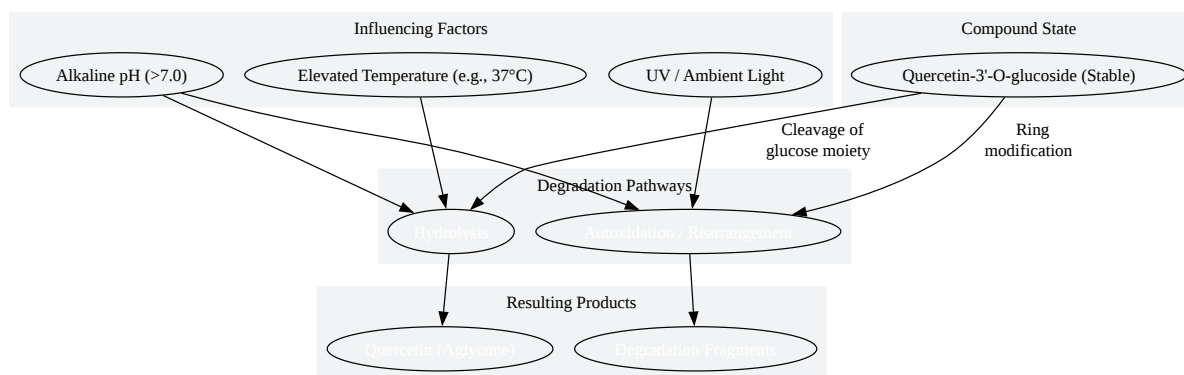 Influencing Factors
Compound State
Alkaline pH (>7.0)
Elevated Temperature (e.g., 37°C)
UV / Ambient Light
Quercetin-3'-O-glucoside (Stable)
Cleavage of
glucose moiety
Ring
modification
Degradation Pathways
Hydrolysis
Autoxidation / Rearrangement
Resulting Products
Quercetin (Aglycone)
Degradation Fragments